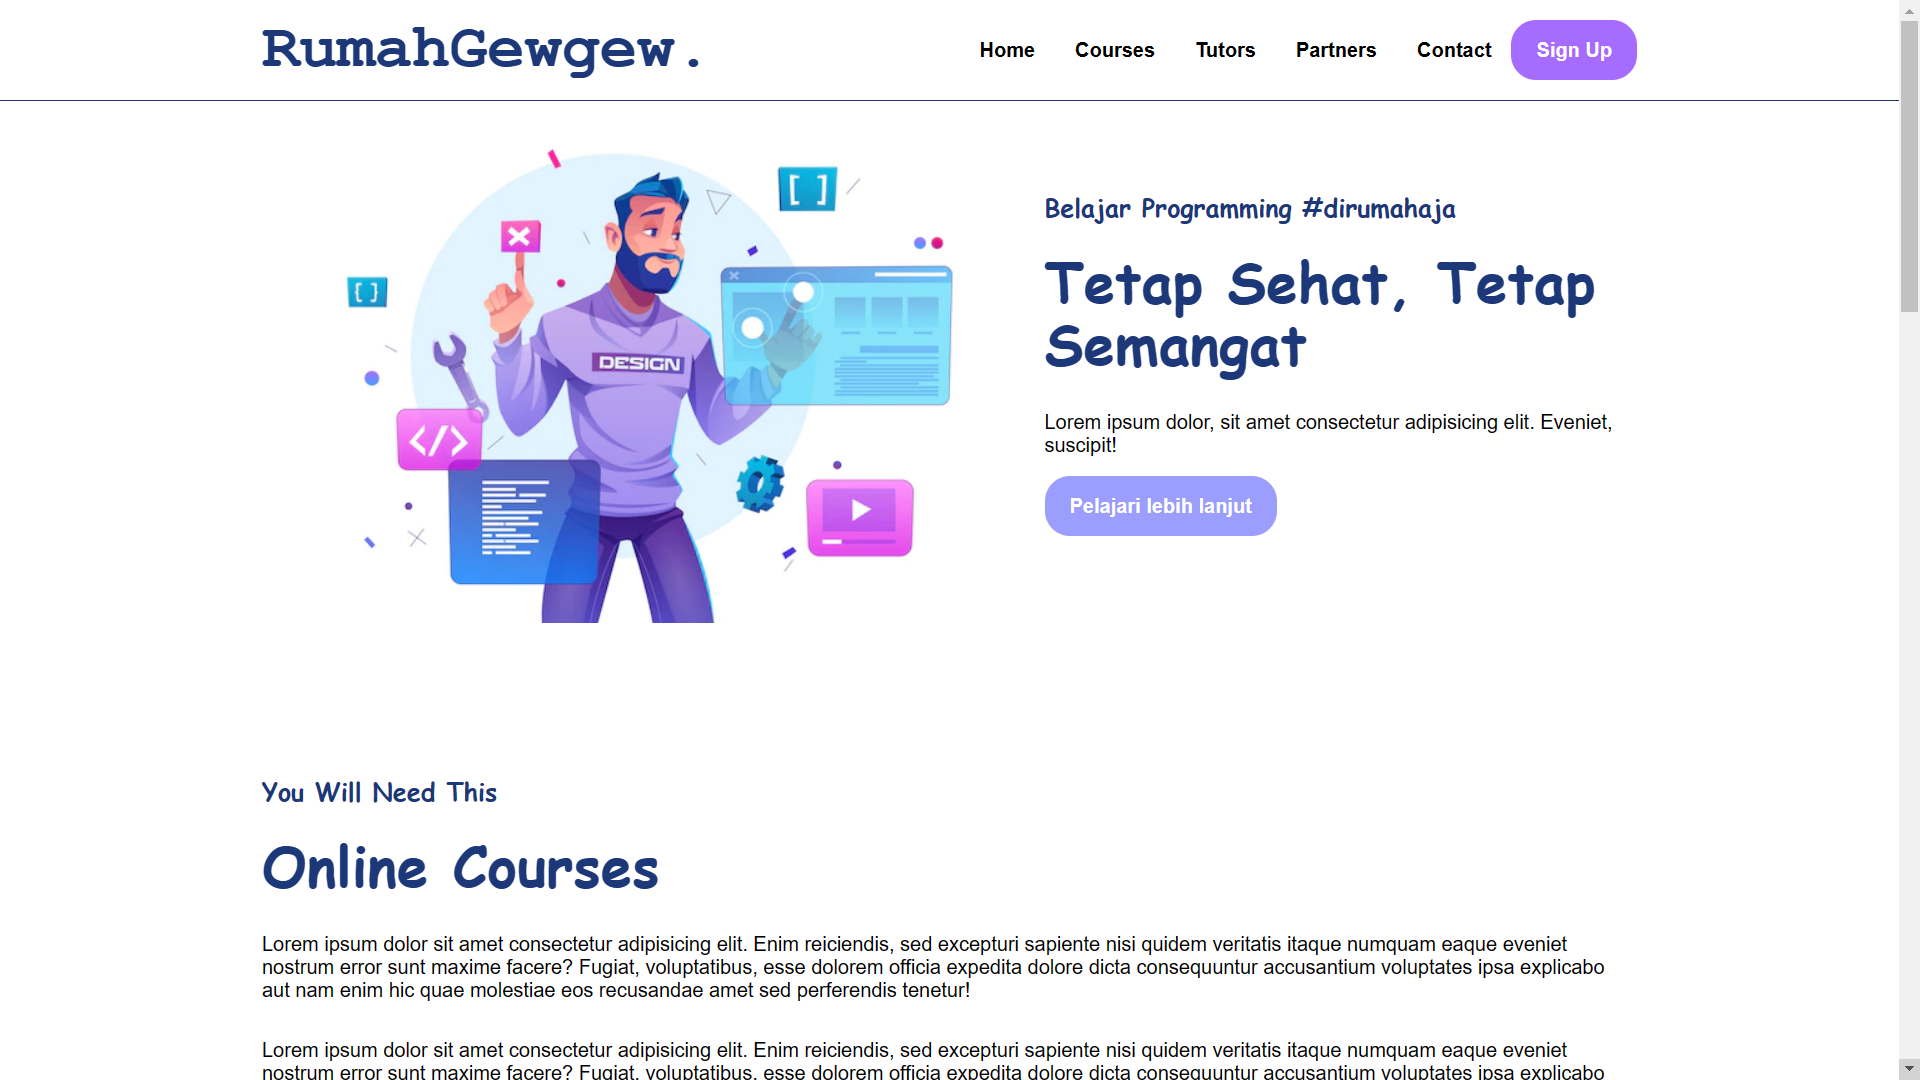 RumahGewgew.
Home Courses Tutors Partners Contact Sign Up
[ ]
{ }
DESIGN
</>
Belajar Programming #dirumahaja
Tetap Sehat, Tetap
Semangat
Lorem ipsum dolor, sit amet consectetur adipisicing elit. Eveniet,
suscipit!
Pelajari lebih lanjut
You Will Need This
Online Courses
Lorem ipsum dolor sit amet consectetur adipisicing elit. Enim reiciendis, sed excepturi sapiente nisi quidem veritatis itaque numquam eaque eveniet
nostrum error sunt maxime facere? Fugiat, voluptatibus, esse dolorem officia expedita dolore dicta consequuntur accusantium voluptates ipsa explicabo
aut nam enim hic quae molestiae eos recusandae amet sed perferendis tenetur!
Lorem ipsum dolor sit amet consectetur adipisicing elit. Enim reiciendis, sed excepturi sapiente nisi quidem veritatis itaque numquam eaque eveniet
nostrum error sunt maxime facere? Fugiat, voluptatibus, esse dolorem officia expedita dolore dicta consequuntur accusantium voluptates ipsa explicabo